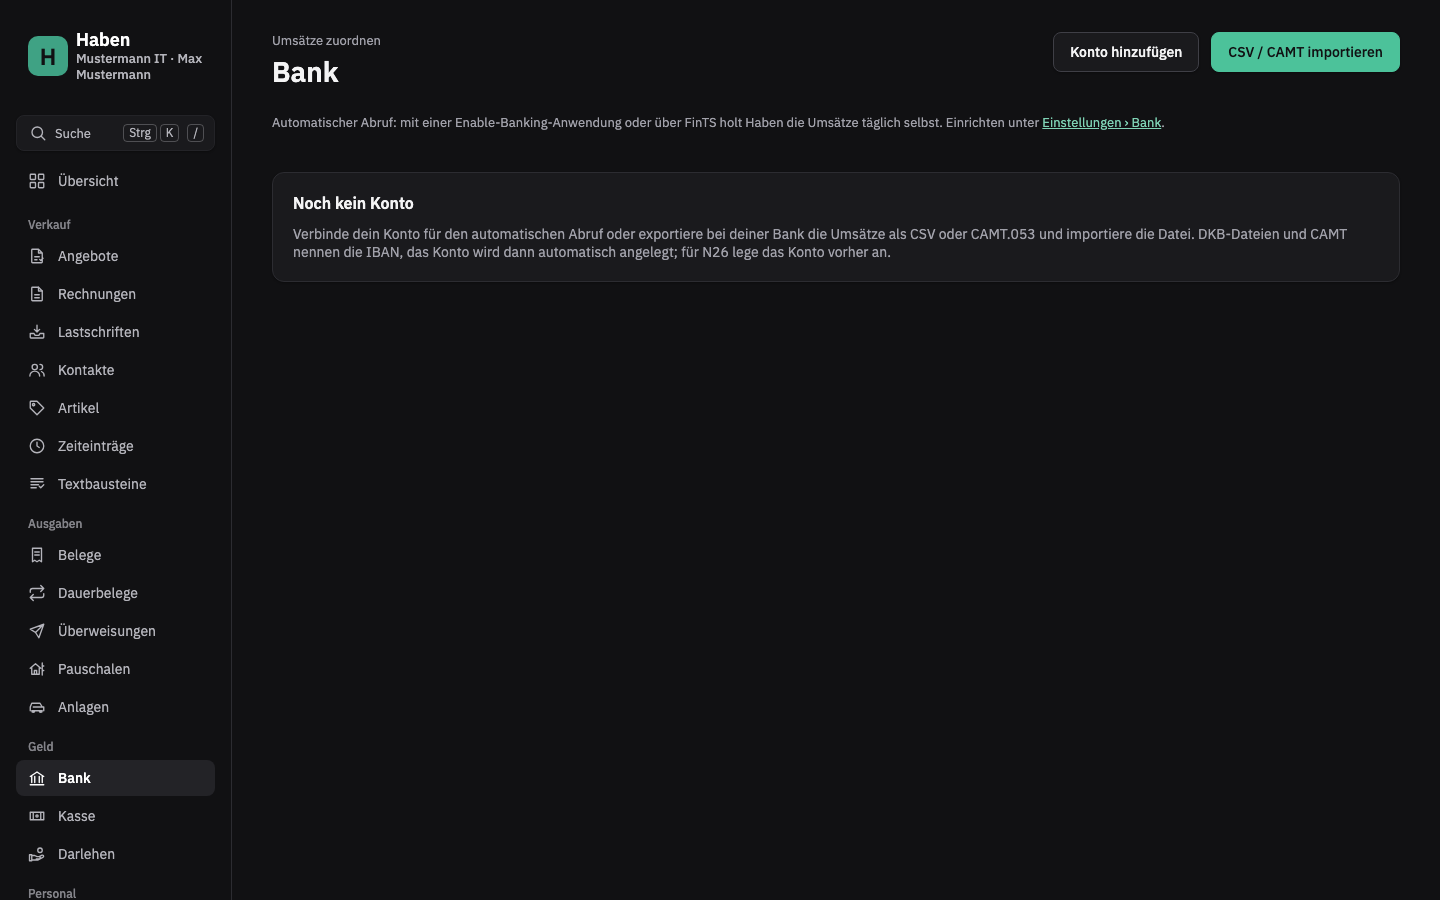 H
Haben
Mustermann IT · Max
Mustermann
Suche Strg K /
Übersicht
Verkauf
Angebote
Rechnungen
Lastschriften
Kontakte
Artikel
Zeiteinträge
Textbausteine
Ausgaben
Belege
Dauerbelege
Überweisungen
Pauschalen
Anlagen
Geld
Bank
Kasse
Darlehen
Personal
Umsätze zuordnen
Bank
Konto hinzufügen
CSV / CAMT importieren
Automatischer Abruf: mit einer Enable-Banking-Anwendung oder über FinTS holt Haben die Umsätze täglich selbst. Einrichten unter Einstellungen › Bank.
Noch kein Konto
Verbinde dein Konto für den automatischen Abruf oder exportiere bei deiner Bank die Umsätze als CSV oder CAMT.053 und importiere die Datei. DKB-Dateien und CAMT
nennen die IBAN, das Konto wird dann automatisch angelegt; für N26 lege das Konto vorher an.